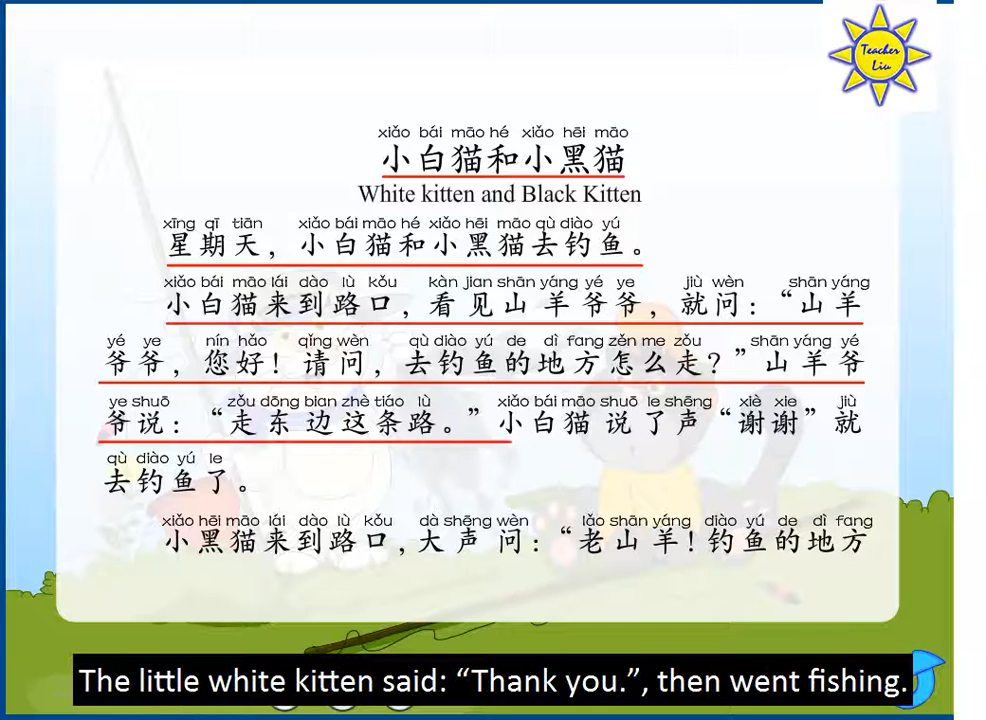 Teacher
Liu
xiǎo bái māo hé xiǎo hēi māo
小白猫和小黑猫
White kitten and Black Kitten
xīng qī tiān xiǎo bái māo hé xiǎo hēi māo qù diào yú
星期天，小白猫和小黑猫去钓鱼。
xiǎo bái māo lái dào lù kǒu kàn jian shān yáng yé ye jiù wèn shān yáng
小白猫来到路口，看见山羊爷爷，就问：“山羊
yé ye nín hǎo qǐng wèn qù diào yú de dì fang zěn me zǒu shān yáng yé
爷爷，您好！请问，去钓鱼的地方怎么走？”山羊爷
ye shuō zǒu dōng bian zhè tiáo lù xiǎo bái māo shuō le shēng xiè xie jiù
爷说：“走东边这条路。”小白猫说了声“谢谢”就
qù diào yú le
去钓鱼了。
xiǎo hēi māo lái dào lù kǒu dà shēng wèn lǎo shān yáng diào yú de dì fang
小黑猫来到路口，大声问：“老山羊！钓鱼的地方
The little white kitten said: “Thank you.”, then went fishing.